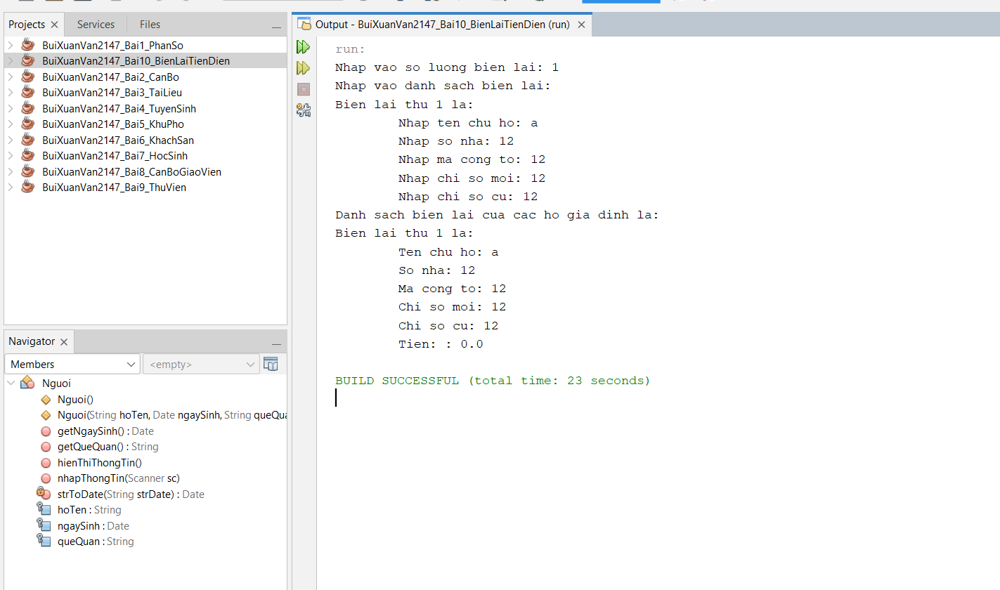 Projects
Services
Files
BuiXuanVan2147_Bai1_PhanSo
BuiXuanVan2147_Bai10_BienLaiTienDien
BuiXuanVan2147_Bai2_CanBo
BuiXuanVan2147_Bai3_TaiLieu
BuiXuanVan2147_Bai4_TuyenSinh
BuiXuanVan2147_Bai5_KhuPho
BuiXuanVan2147_Bai6_KhachSan
BuiXuanVan2147_Bai7_HocSinh
BuiXuanVan2147_Bai8_CanBoGiaoVien
BuiXuanVan2147_Bai9_ThuVien
Navigator
Members
<empty>
Nguoi
Nguoi()
Nguoi(String hoTen, Date ngaySinh, String queQua
getNgaySinh() : Date
getQueQuan() : String
hienThiThongTin()
nhapThongTin(Scanner sc)
strToDate(String strDate) : Date
hoTen : String
ngaySinh : Date
queQuan : String
Output - BuiXuanVan2147_Bai10_BienLaiTienDien (run)
run:
Nhap vao so luong bien lai: 1
Nhap vao danh sach bien lai:
Bien lai thu 1 la:
Nhap ten chu ho: a
Nhap so nha: 12
Nhap ma cong to: 12
Nhap chi so moi: 12
Nhap chi so cu: 12
Danh sach bien lai cua cac ho gia dinh la:
Bien lai thu 1 la:
Ten chu ho: a
So nha: 12
Ma cong to: 12
Chi so moi: 12
Chi so cu: 12
Tien: : 0.0
BUILD SUCCESSFUL (total time: 23 seconds)